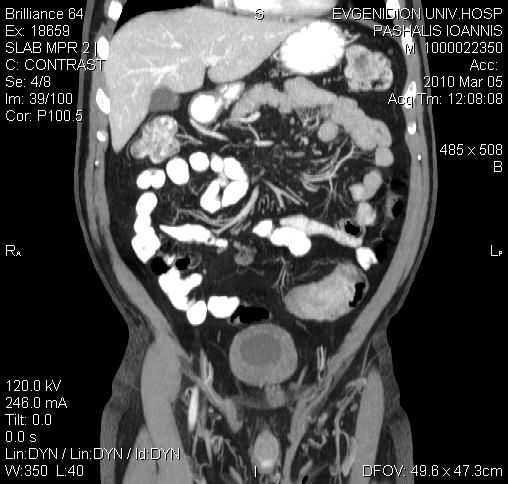 Brilliance 64
Ex: 18659
SLAB MPR 2
C: CONTRAST
Se: 4/8
Im: 39/100
Cor: P100.5
S
EVGENIDION UNIV.HOSP
PASHALIS IOANNIS
M 1000022350
Acc:
2010 Mar 05
Acq Tm: 12:08:08
485 x 508
B
RA
LP
120.0 kV
246.0 mA
Tilt: 0.0
0.0 s
Lin:DYN / Lin:DYN / Id:DYN
W:350 L:40
I
DFOV: 49.6 x 47.3cm